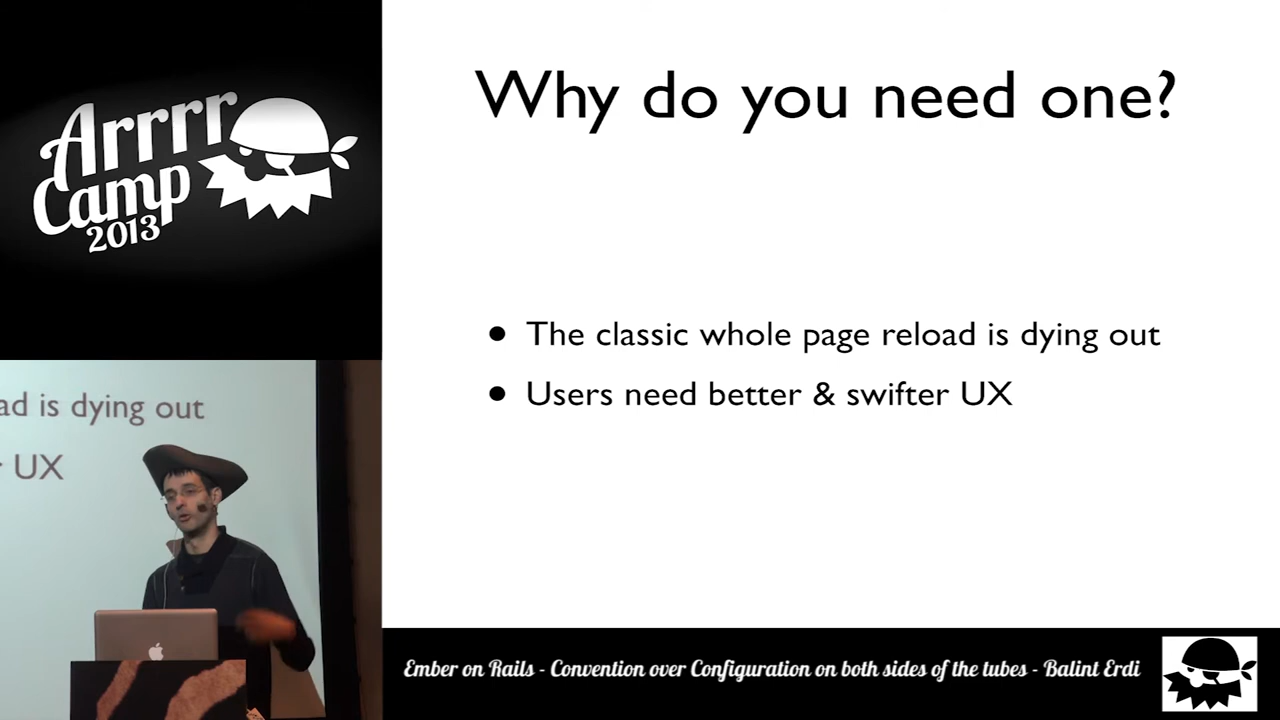 Arrrr
Camp
2013
Why do you need one?
• The classic whole page reload is dying out
• Users need better & swifter UX
ad is dying out
r UX
Ember on Rails - Convention over Configuration on both sides of the tubes - Balint Erdi